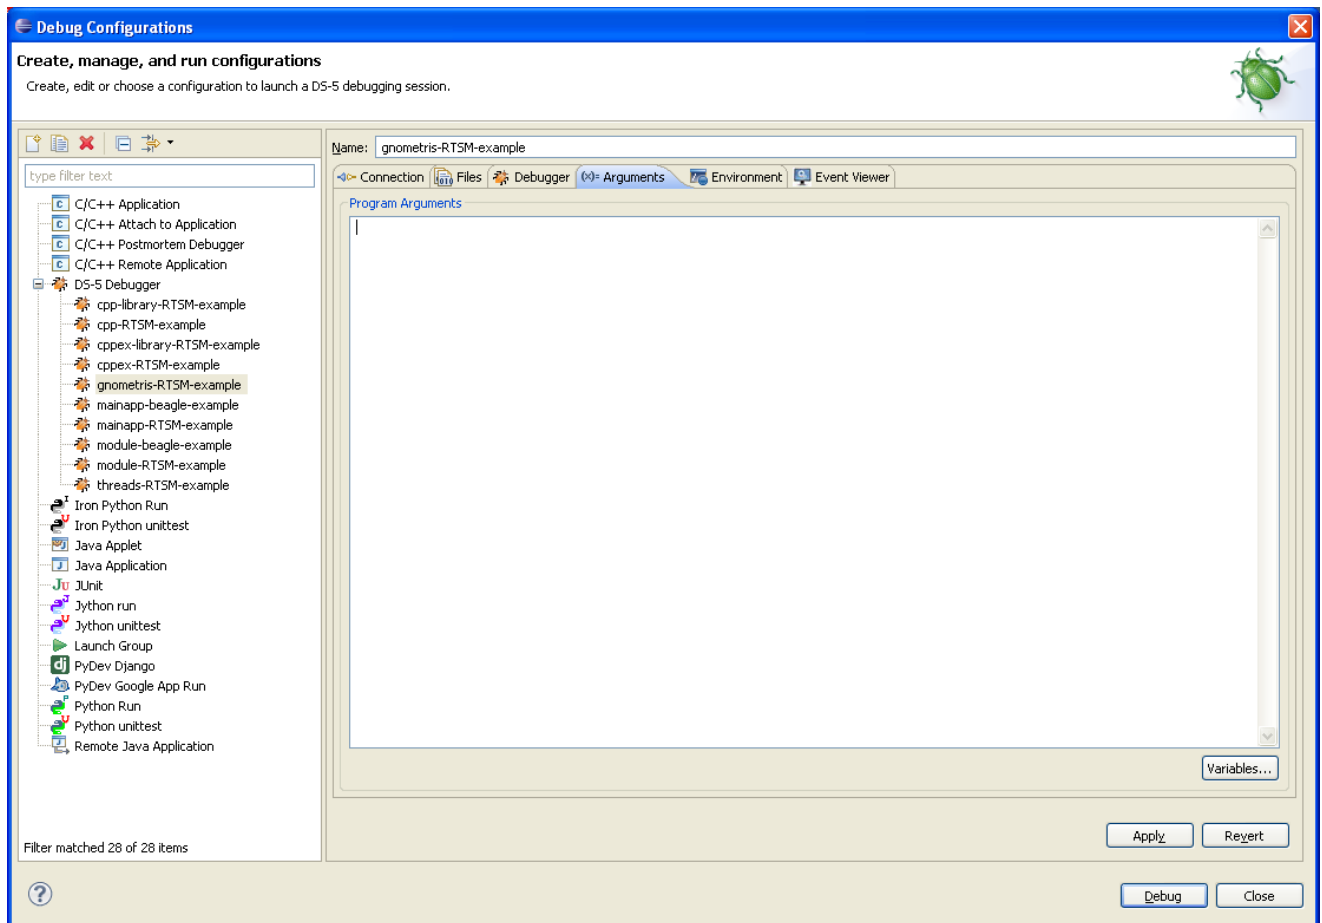 Debug Configurations
Create, manage, and run configurations
Create, edit or choose a configuration to launch a DS-5 debugging session.
type filter text
C/C++ Application
C/C++ Attach to Application
C/C++ Postmortem Debugger
C/C++ Remote Application
DS-5 Debugger
cpp-library-RTSM-example
cpp-RTSM-example
cppex-library-RTSM-example
cppex-RTSM-example
gnometris-RTSM-example
mainapp-beagle-example
mainapp-RTSM-example
module-beagle-example
module-RTSM-example
threads-RTSM-example
Iron Python Run
Iron Python unittest
Java Applet
Java Application
JUnit
Jython run
Jython unittest
Launch Group
PyDev Django
PyDev Google App Run
Python Run
Python unittest
Remote Java Application
Filter matched 28 of 28 items
Name: gnometris-RTSM-example
Connection Files Debugger (x)= Arguments Environment Event Viewer
Program Arguments
Variables...
Apply Revert
Debug Close